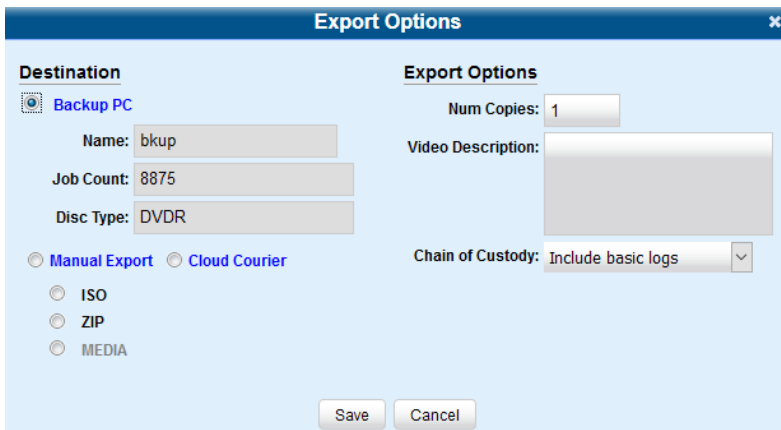 Export Options
Destination
Backup PC
Name: bkup
Job Count: 8875
Disc Type: DVDR
Manual Export Cloud Courier
ISO
ZIP
MEDIA
Export Options
Num Copies: 1
Video Description:
Chain of Custody: Include basic logs
Save Cancel